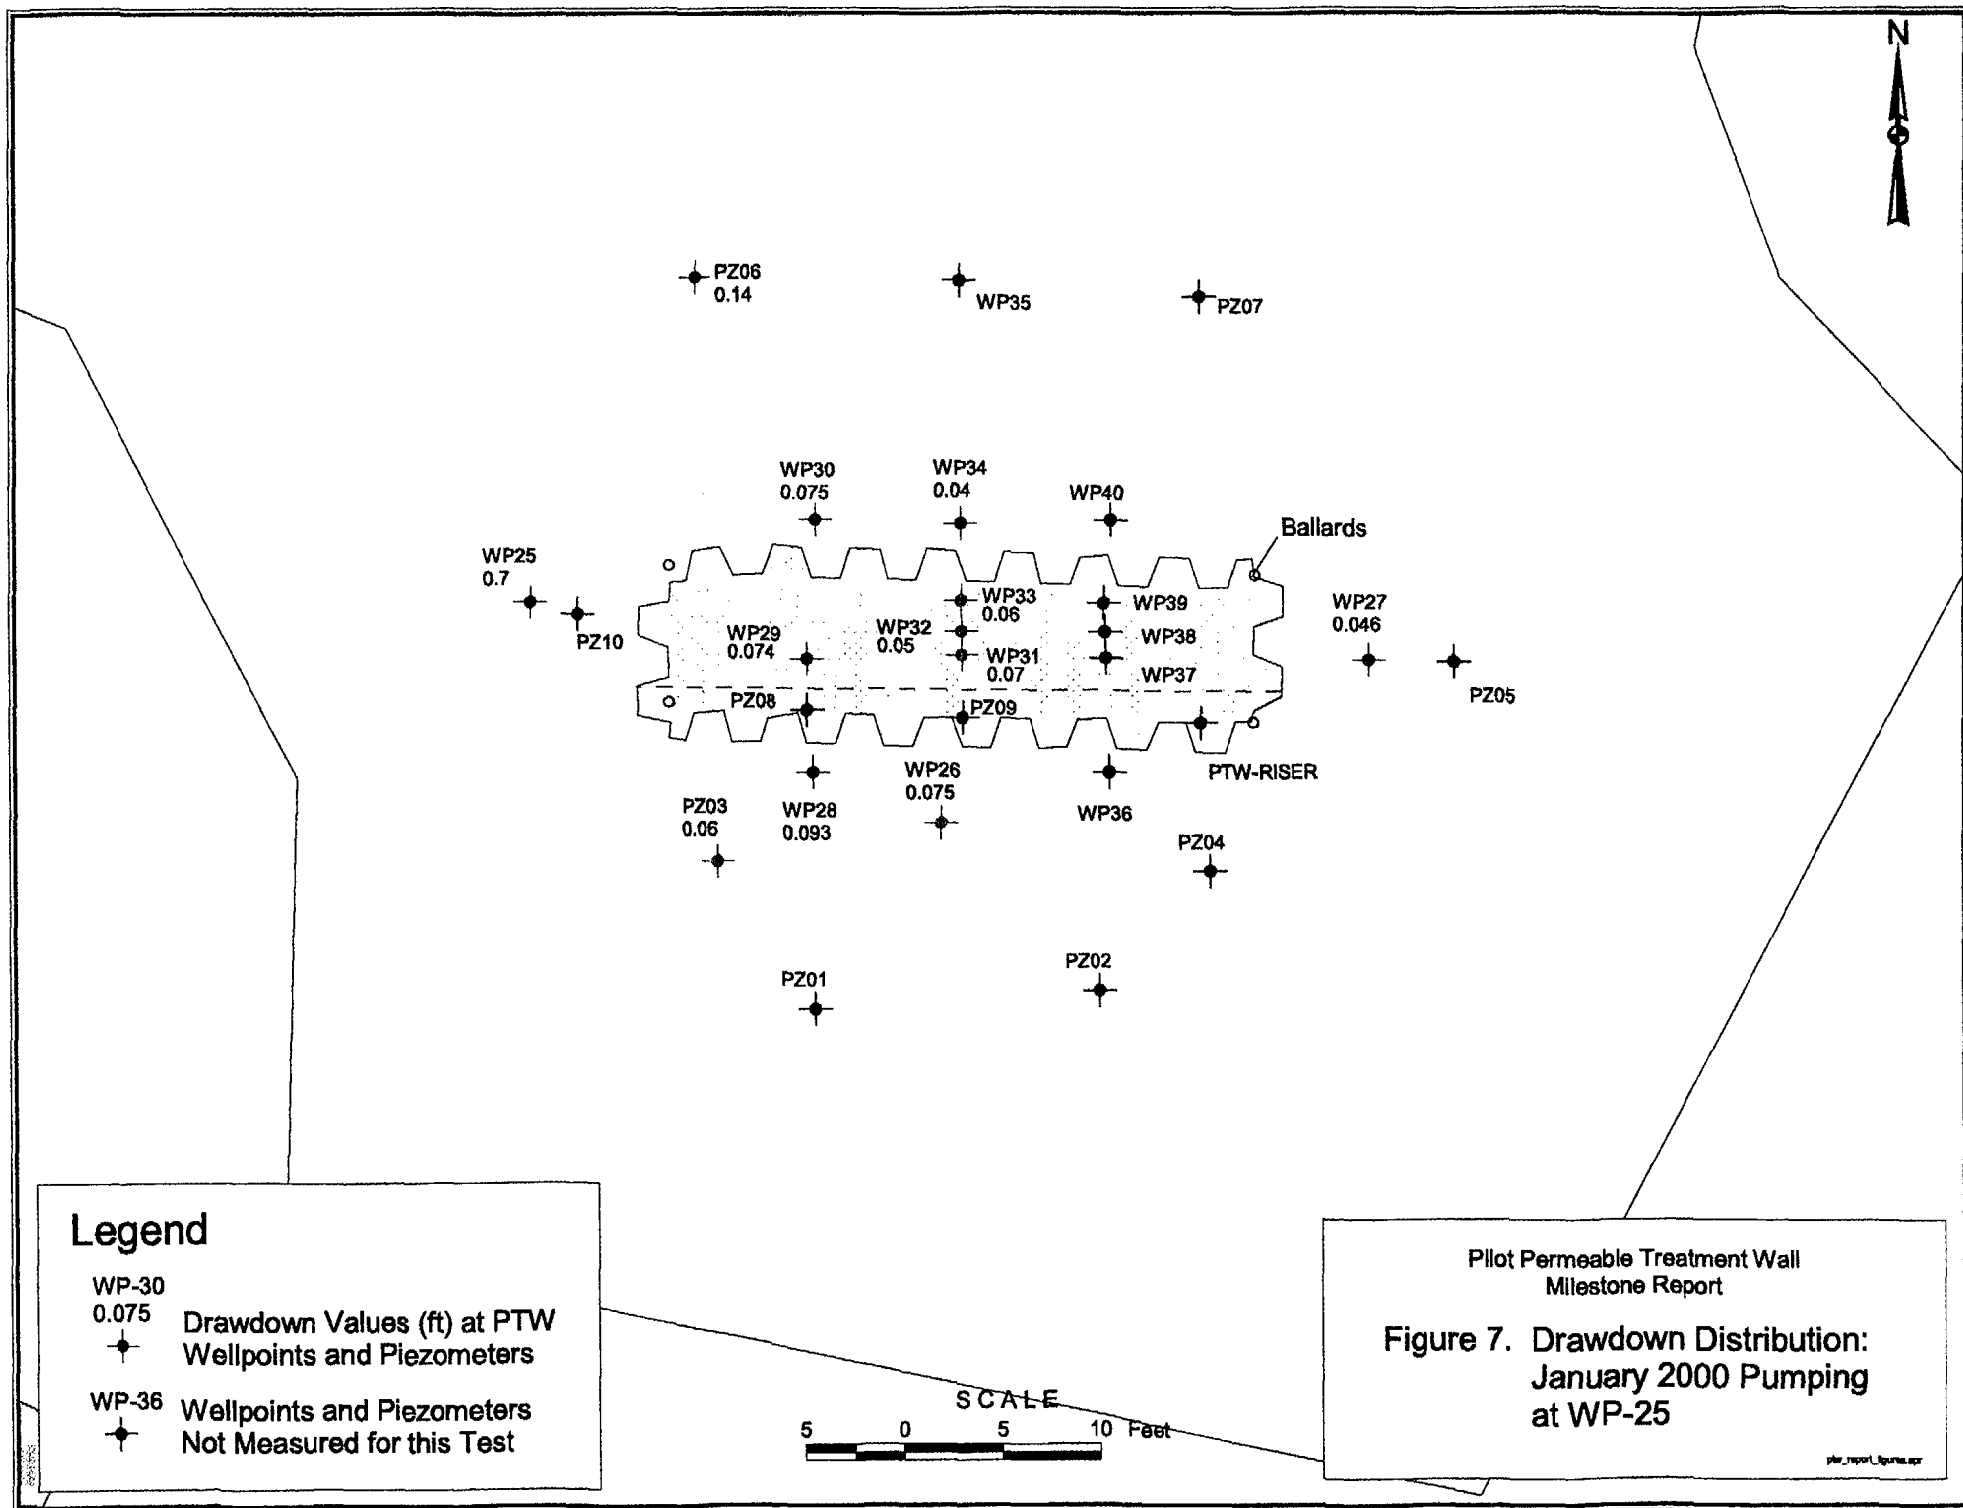 N
PZ06
0.14
WP35
PZ07
WP30
0.075
WP34
0.04
WP40
Ballards
WP25
0.7
PZ10
WP33
0.06
WP39
WP27
0.046
WP29
0.074
WP32
0.05
WP38
WP31
0.07
WP37
PZ05
PZ08
PZ09
PTW-RISER
WP26
0.075
PZ03
0.06
WP28
0.093
WP36
PZ04
PZ01
PZ02
Legend
WP-30
0.075
Drawdown Values (ft) at PTW
Wellpoints and Piezometers
WP-36
Wellpoints and Piezometers
Not Measured for this Test
SCALE
5 0 5 10 Feet
Pilot Permeable Treatment Wall
Milestone Report
Figure 7. Drawdown Distribution:
January 2000 Pumping
at WP-25